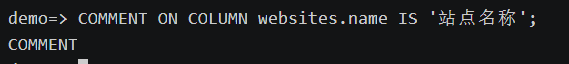 demo=> COMMENT ON COLUMN websites.name IS '站点名称';
COMMENT